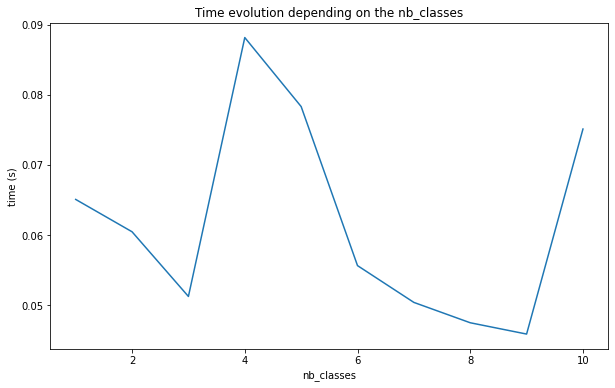 Time evolution depending on the nb_classes
0.09
0.08
0.07
0.06
0.05
time (s)
2 4 6 8 10
nb_classes